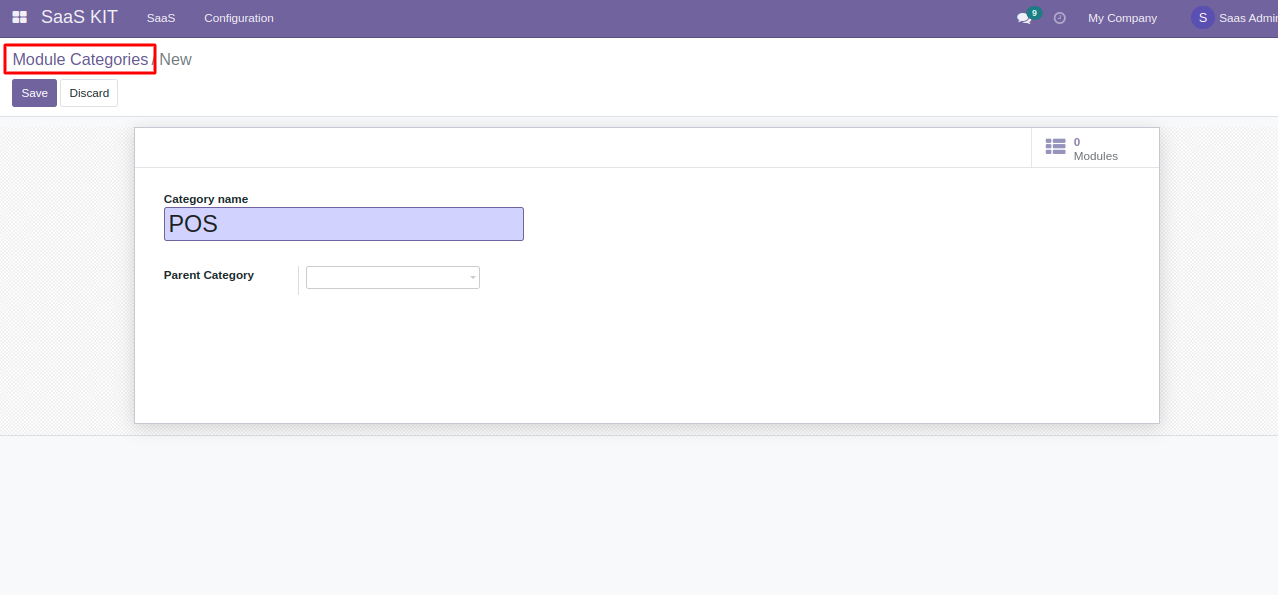 SaaS KIT SaaS Configuration 9 My Company S Saas Admin
Module Categories / New
Save Discard
0
Modules
Category name
POS
Parent Category